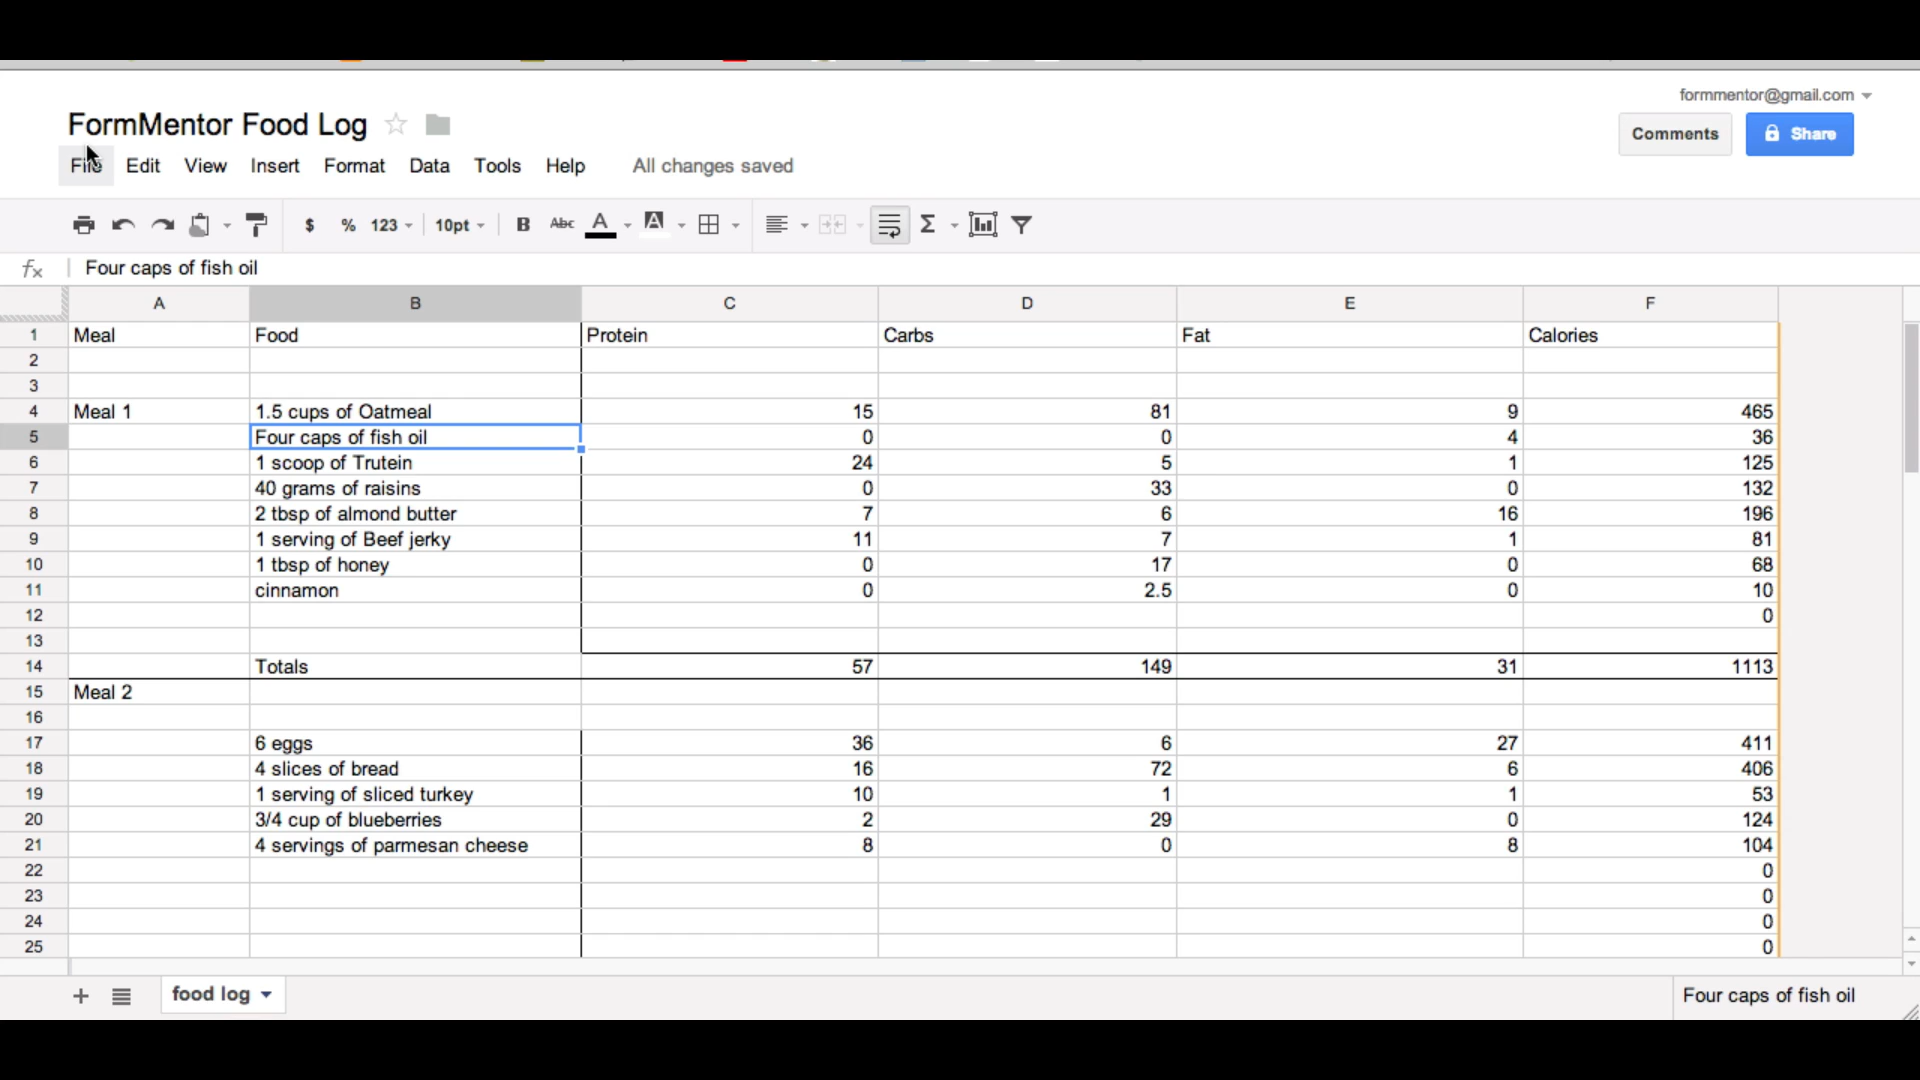 formmentor@gmail.com
FormMentor Food Log
Comments Share
File Edit View Insert Format Data Tools Help All changes saved
$ % 123 10pt B Abc A A Σ
fx Four caps of fish oil
A B C D E F
1 Meal Food Protein Carbs Fat Calories
2
3
4 Meal 1 1.5 cups of Oatmeal 15 81 9 465
5 Four caps of fish oil 0 0 4 36
6 1 scoop of Trutein 24 5 1 125
7 40 grams of raisins 0 33 0 132
8 2 tbsp of almond butter 7 6 16 196
9 1 serving of Beef jerky 11 7 1 81
10 1 tbsp of honey 0 17 0 68
11 cinnamon 0 2.5 0 10
12 0
13
14 Totals 57 149 31 1113
15 Meal 2
16
17 6 eggs 36 6 27 411
18 4 slices of bread 16 72 6 406
19 1 serving of sliced turkey 10 1 1 53
20 3/4 cup of blueberries 2 29 0 124
21 4 servings of parmesan cheese 8 0 8 104
22 0
23 0
24 0
25 0
food log Four caps of fish oil